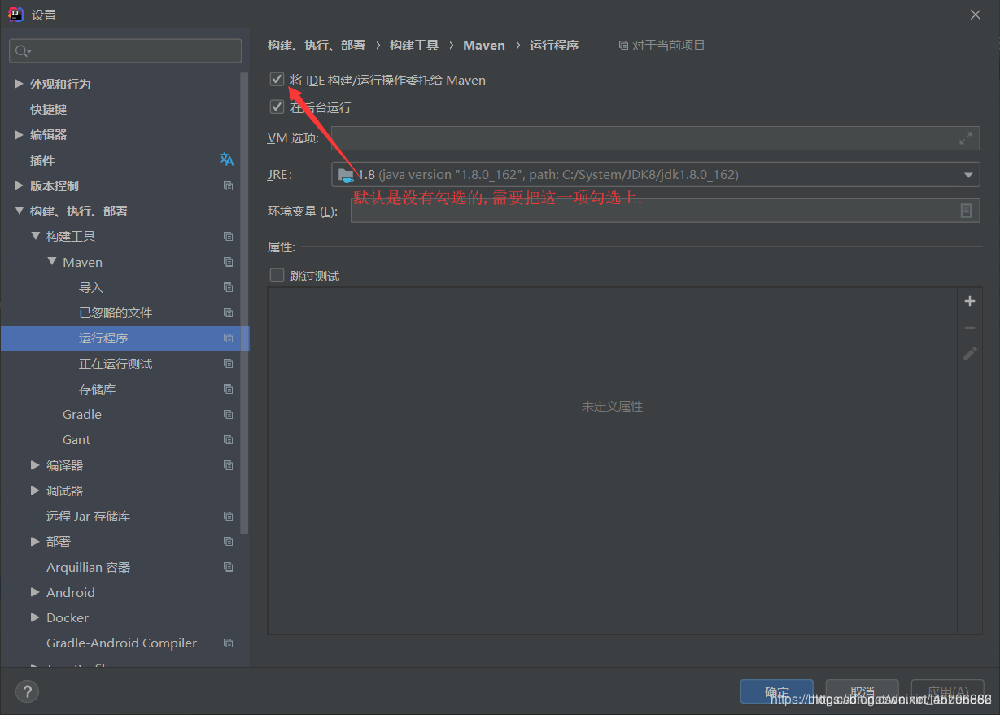 设置
外观和行为
快捷键
编辑器
插件
版本控制
构建、执行、部署
构建工具
Maven
导入
已忽略的文件
运行程序
正在运行测试
存储库
Gradle
Gant
编译器
调试器
远程 Jar 存储库
部署
Arquillian 容器
Android
Docker
Gradle-Android Compiler
构建、执行、部署 › 构建工具 › Maven › 运行程序 对于当前项目
将 IDE 构建/运行操作委托给 Maven
在后台运行
VM 选项:
JRE: 1.8 (java version "1.8.0_162", path: C:/System/JDK8/jdk1.8.0_162)
默认是没有勾选的,需要把这一项勾选上.
环境变量 (E):
属性:
跳过测试
未定义属性
?
确定 取消 应用(A)